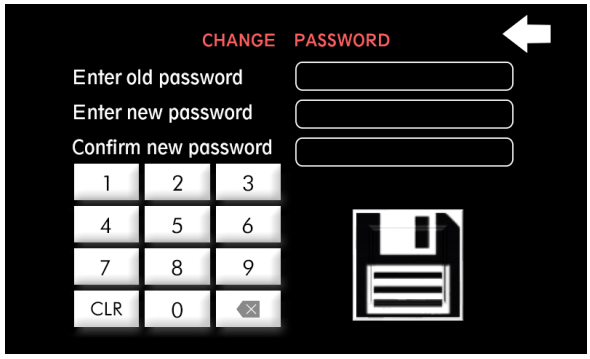 CHANGE PASSWORD
Enter old password
Enter new password
Confirm new password
1 2 3
4 5 6
7 8 9
CLR 0